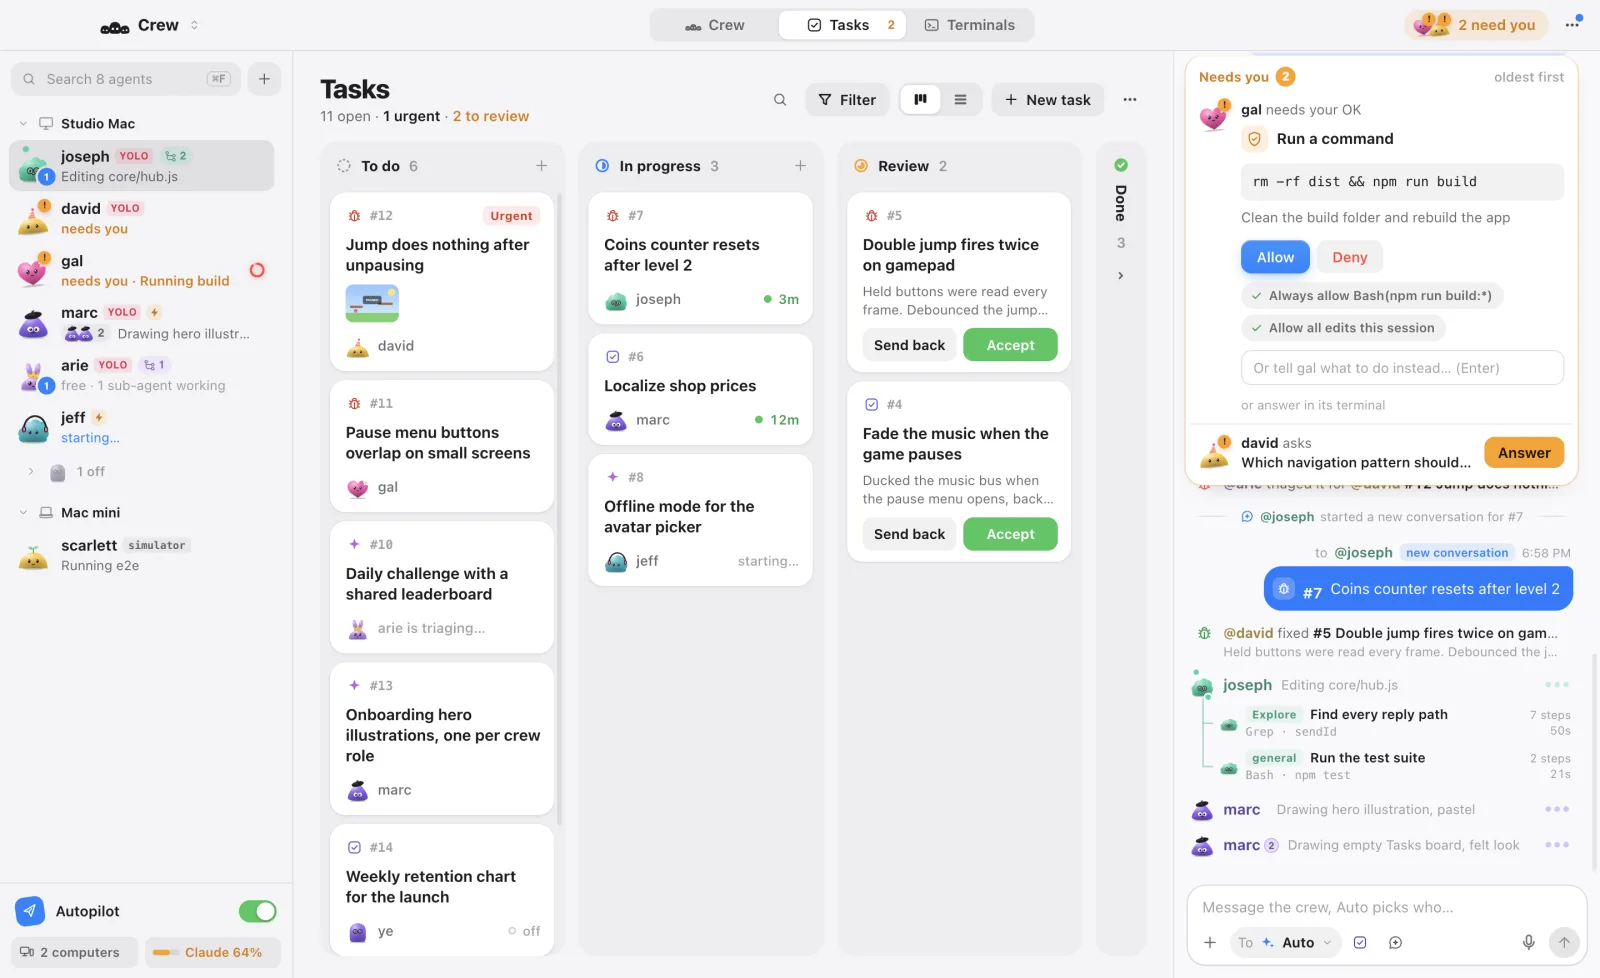 Crew
Crew
Tasks 2
Terminals
2 need you
Search 8 agents ⌘F
Studio Mac
joseph YOLO 2
1 Editing core/hub.js
david YOLO
needs you
gal
needs you · Running build
marc YOLO
2 Drawing hero illustr...
arie YOLO 1
1 free · 1 sub-agent working
jeff
starting...
1 off
Mac mini
scarlett simulator
Running e2e
Autopilot
2 computers
Claude 64%
Tasks
11 open · 1 urgent · 2 to review
Filter
New task
To do 6
#12 Urgent
Jump does nothing after
unpausing
david
#11
Pause menu buttons
overlap on small screens
gal
#10
Daily challenge with a
shared leaderboard
arie is triaging...
#13
Onboarding hero
illustrations, one per crew
role
marc
#14
Weekly retention chart
for the launch
ye off
In progress 3
#7
Coins counter resets
after level 2
joseph 3m
#6
Localize shop prices
marc 12m
#8
Offline mode for the
avatar picker
jeff starting...
Review 2
#5
Double jump fires twice
on gamepad
Held buttons were read every
frame. Debounced the jump...
Send back Accept
#4
Fade the music when the
game pauses
Ducked the music bus when
the pause menu opens, back...
Send back Accept
Done
3
Needs you 2 oldest first
gal needs your OK
Run a command
rm -rf dist && npm run build
Clean the build folder and rebuild the app
Allow Deny
Always allow Bash(npm run build:*)
Allow all edits this session
Or tell gal what to do instead... (Enter)
or answer in its terminal
david asks
Which navigation pattern should...
Answer
@arie triaged it for @david #12 Jump does nothi...
@joseph started a new conversation for #7
to @joseph new conversation 6:58 PM
#7 Coins counter resets after level 2
@david fixed #5 Double jump fires twice on gam...
Held buttons were read every frame. Debounced the j...
joseph Editing core/hub.js
Explore Find every reply path 7 steps
Grep · sendId 50s
general Run the test suite 2 steps
Bash · npm test 21s
marc Drawing hero illustration, pastel
marc 2 Drawing empty Tasks board, felt look
Message the crew, Auto picks who...
To Auto